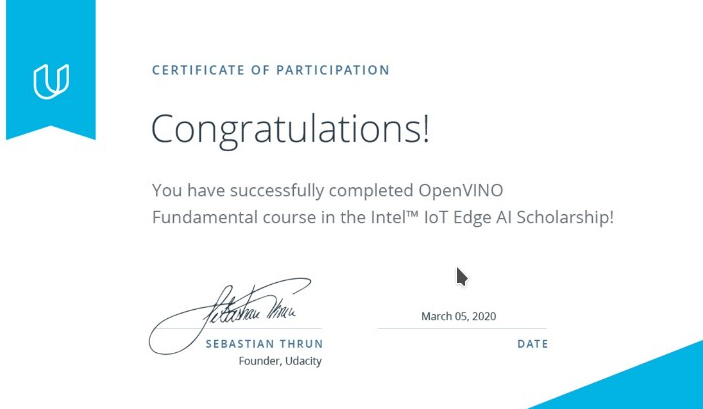 CERTIFICATE OF PARTICIPATION
Congratulations!
You have successfully completed OpenVINO
Fundamental course in the Intel™ IoT Edge AI Scholarship!
Sebastian Thrun
March 05, 2020
SEBASTIAN THRUN
DATE
Founder, Udacity